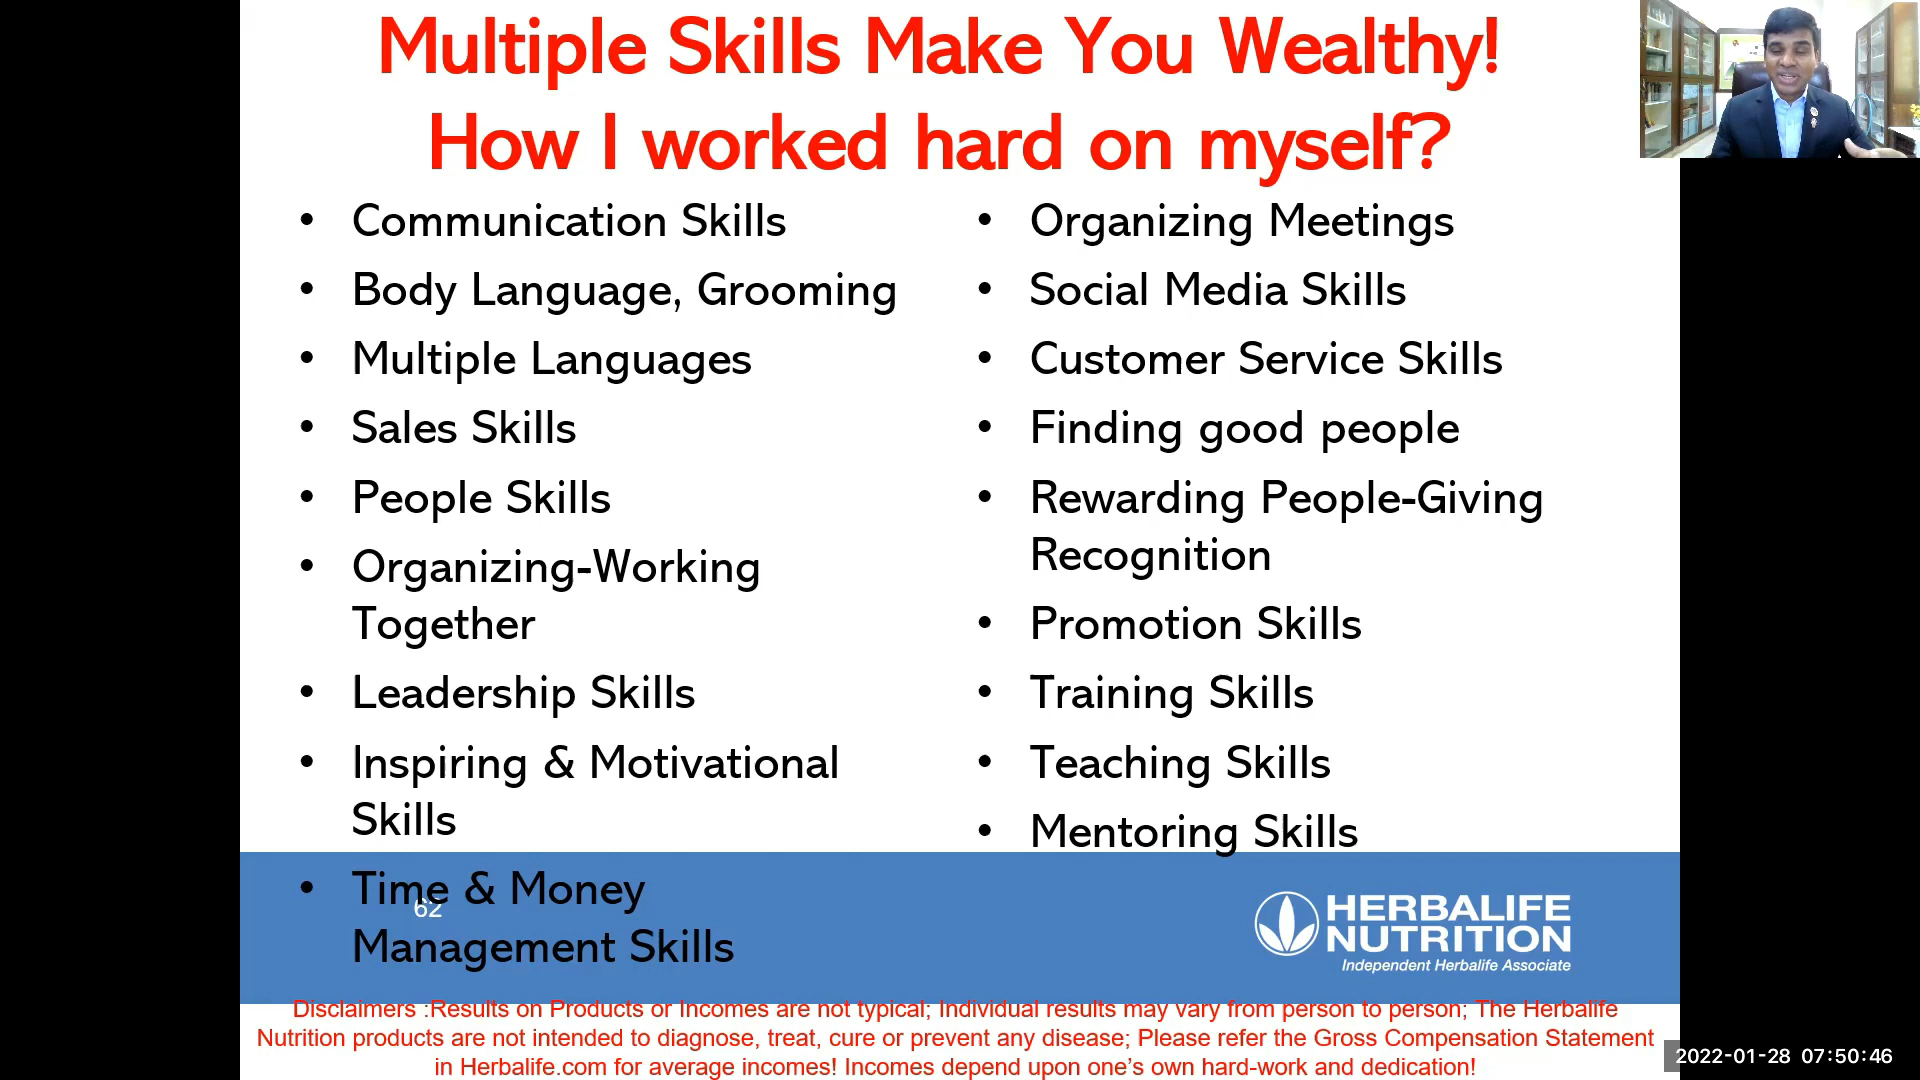 Multiple Skills Make You Wealthy!
How I worked hard on myself?
• Communication Skills
• Body Language, Grooming
• Multiple Languages
• Sales Skills
• People Skills
• Organizing-Working
Together
• Leadership Skills
• Inspiring & Motivational
Skills
• Time & Money
Management Skills
• Organizing Meetings
• Social Media Skills
• Customer Service Skills
• Finding good people
• Rewarding People-Giving
Recognition
• Promotion Skills
• Training Skills
• Teaching Skills
• Mentoring Skills
62
HERBALIFE
NUTRITION
Independent Herbalife Associate
Disclaimers :Results on Products or Incomes are not typical; Individual results may vary from person to person; The Herbalife
Nutrition products are not intended to diagnose, treat, cure or prevent any disease; Please refer the Gross Compensation Statement
in Herbalife.com for average incomes! Incomes depend upon one’s own hard-work and dedication!
2022-01-28 07:50:46